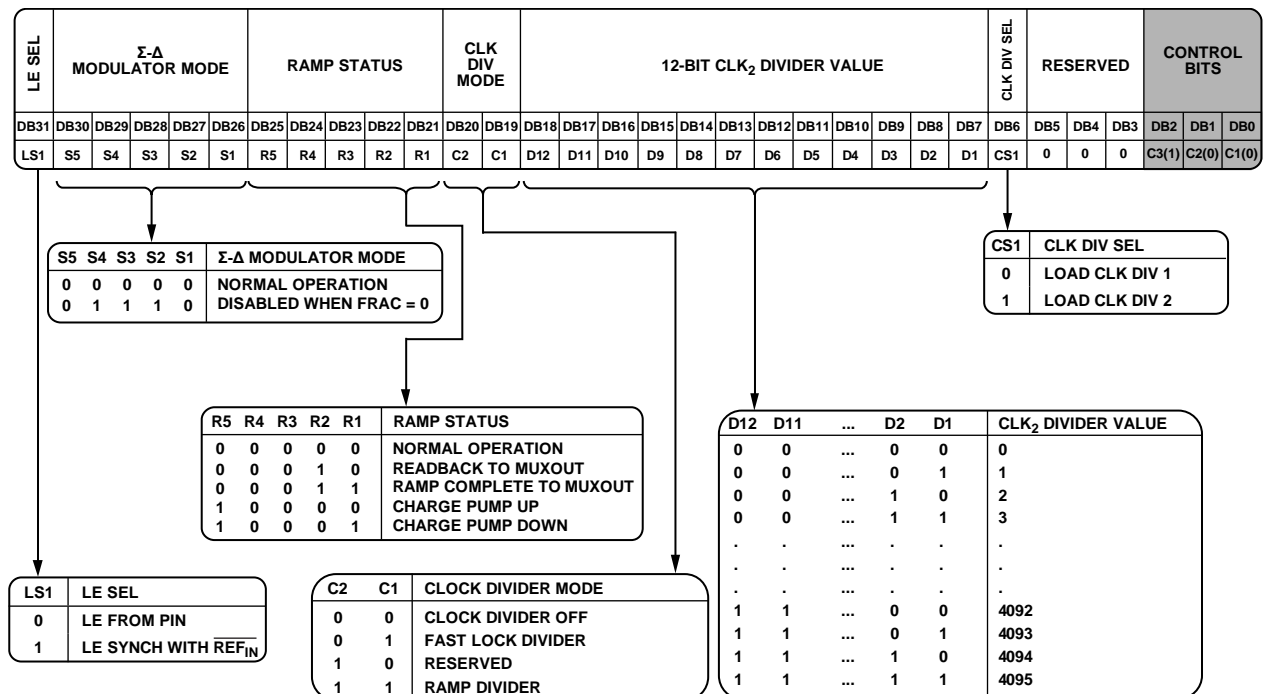 LE SEL
Σ-Δ
MODULATOR MODE
RAMP STATUS
CLK
DIV
MODE
12-BIT CLK2 DIVIDER VALUE
CLK DIV SEL
RESERVED
CONTROL
BITS
DB31 DB30 DB29 DB28 DB27 DB26 DB25 DB24 DB23 DB22 DB21 DB20 DB19 DB18 DB17 DB16 DB15 DB14 DB13 DB12 DB11 DB10 DB9 DB8 DB7 DB6 DB5 DB4 DB3 DB2 DB1 DB0
LS1 S5 S4 S3 S2 S1 R5 R4 R3 R2 R1 C2 C1 D12 D11 D10 D9 D8 D7 D6 D5 D4 D3 D2 D1 CS1 0 0 0 C3(1) C2(0) C1(0)
S5 S4 S3 S2 S1 Σ-Δ MODULATOR MODE
0 0 0 0 0 NORMAL OPERATION
0 1 1 1 0 DISABLED WHEN FRAC = 0
CS1 CLK DIV SEL
0 LOAD CLK DIV 1
1 LOAD CLK DIV 2
R5 R4 R3 R2 R1 RAMP STATUS
0 0 0 0 0 NORMAL OPERATION
0 0 0 1 0 READBACK TO MUXOUT
0 0 0 1 1 RAMP COMPLETE TO MUXOUT
1 0 0 0 0 CHARGE PUMP UP
1 0 0 0 1 CHARGE PUMP DOWN
D12 D11 ... D2 D1 CLK2 DIVIDER VALUE
0 0 ... 0 0 0
0 0 ... 0 1 1
0 0 ... 1 0 2
0 0 ... 1 1 3
. . ... . . .
. . ... . . .
. . ... . . .
1 1 ... 0 0 4092
1 1 ... 0 1 4093
1 1 ... 1 0 4094
1 1 ... 1 1 4095
LS1 LE SEL
0 LE FROM PIN
1 LE SYNCH WITH REFIN
C2 C1 CLOCK DIVIDER MODE
0 0 CLOCK DIVIDER OFF
0 1 FAST LOCK DIVIDER
1 0 RESERVED
1 1 RAMP DIVIDER